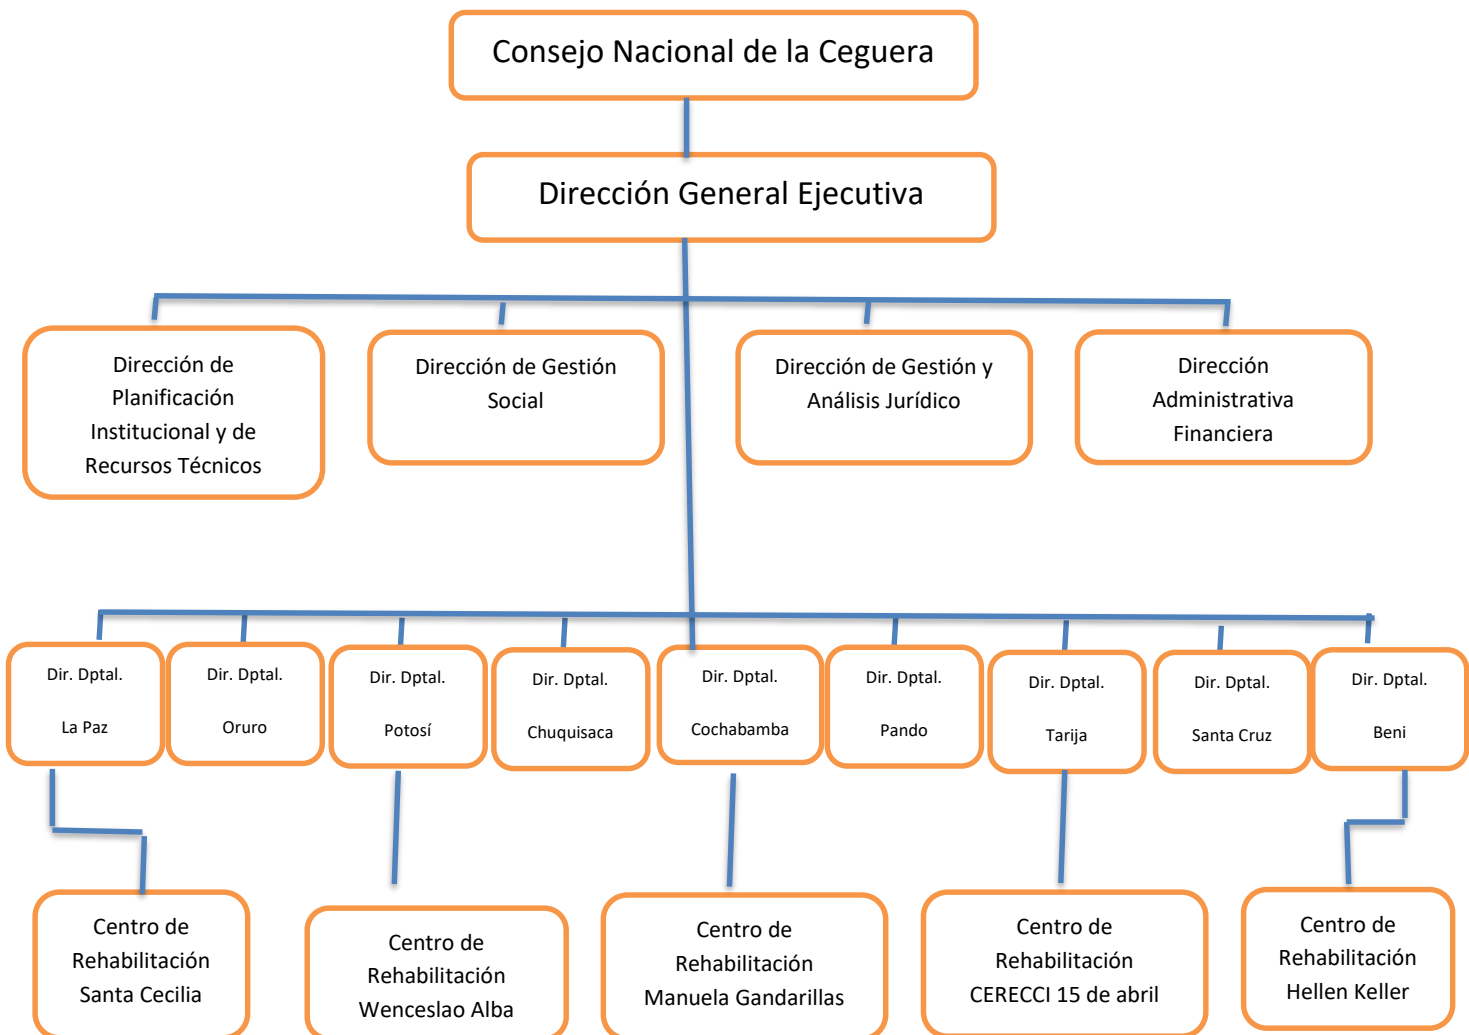 Consejo Nacional de la Ceguera
Dirección General Ejecutiva
Dirección de
Planificación
Institucional y de
Recursos Técnicos
Dirección de Gestión
Social
Dirección de Gestión y
Análisis Jurídico
Dirección
Administrativa
Financiera
Dir. Dptal.
La Paz
Dir. Dptal.
Oruro
Dir. Dptal.
Potosí
Dir. Dptal.
Chuquisaca
Dir. Dptal.
Cochabamba
Dir. Dptal.
Pando
Dir. Dptal.
Tarija
Dir. Dptal.
Santa Cruz
Dir. Dptal.
Beni
Centro de
Rehabilitación
Santa Cecilia
Centro de
Rehabilitación
Wenceslao Alba
Centro de
Rehabilitación
Manuela Gandarillas
Centro de
Rehabilitación
CERECCI 15 de abril
Centro de
Rehabilitación
Hellen Keller